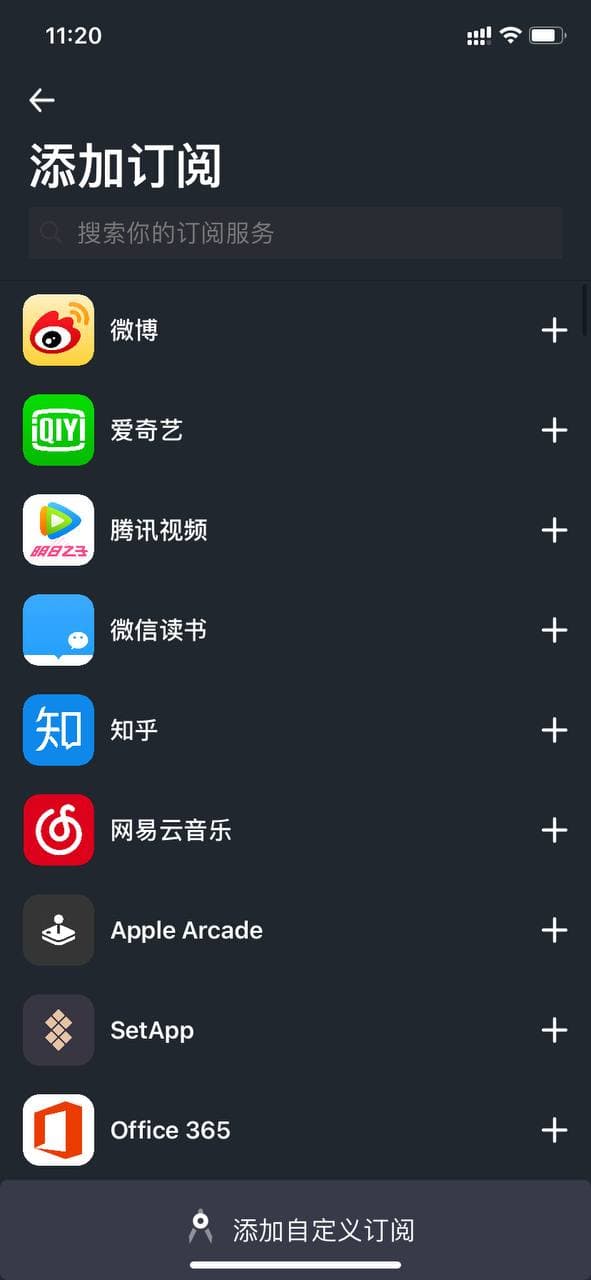 11:20
添加订阅
搜索你的订阅服务
微博
iQIYI
爱奇艺
明日之子
腾讯视频
微信读书
知
知乎
网易云音乐
Apple Arcade
SetApp
Office 365
添加自定义订阅